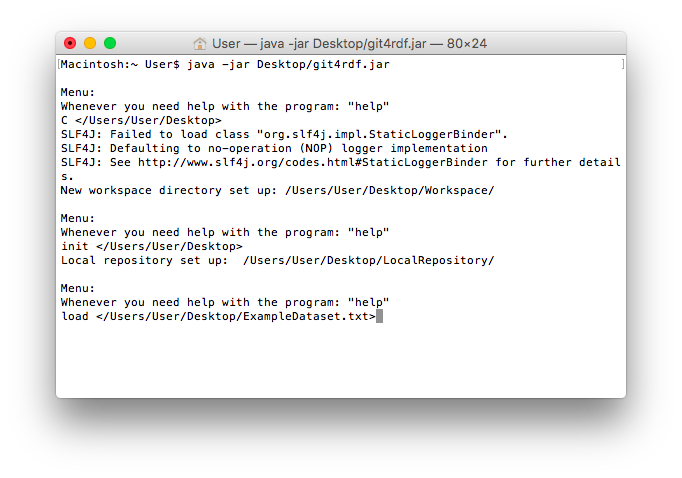 User — java -jar Desktop/git4rdf.jar — 80×24
[Macintosh:~ User$ java -jar Desktop/git4rdf.jar ]
Menu:
Whenever you need help with the program: "help"
C </Users/User/Desktop>
SLF4J: Failed to load class "org.slf4j.impl.StaticLoggerBinder".
SLF4J: Defaulting to no-operation (NOP) logger implementation
SLF4J: See http://www.slf4j.org/codes.html#StaticLoggerBinder for further detail
s.
New workspace directory set up: /Users/User/Desktop/Workspace/
Menu:
Whenever you need help with the program: "help"
init </Users/User/Desktop>
Local repository set up:  /Users/User/Desktop/LocalRepository/
Menu:
Whenever you need help with the program: "help"
load </Users/User/Desktop/ExampleDataset.txt>